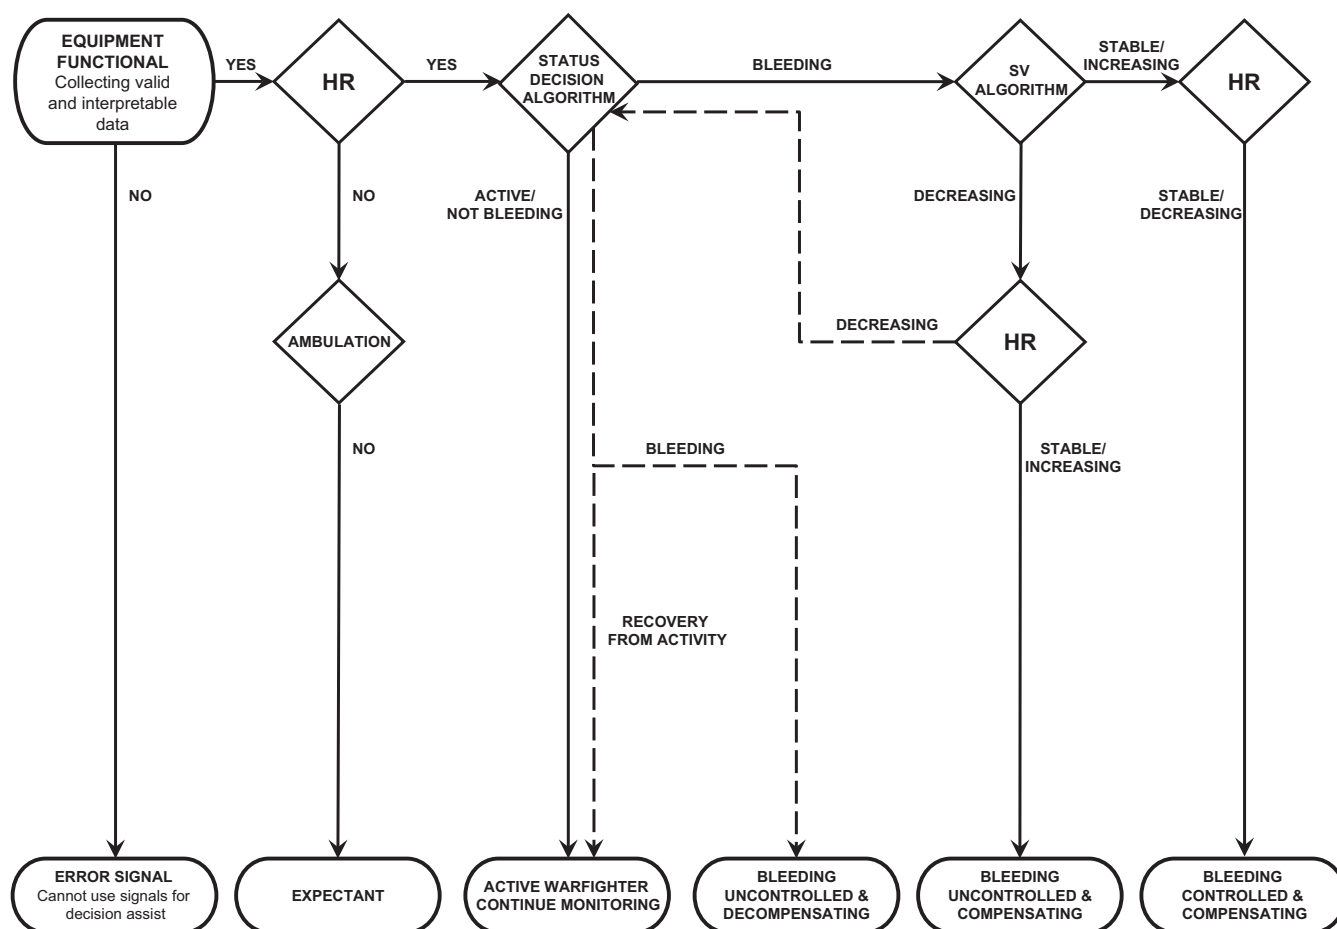 EQUIPMENT
FUNCTIONAL
Collecting valid
and interpretable
data
YES
HR
YES
STATUS
DECISION
ALGORITHM
BLEEDING
SV
ALGORITHM
STABLE/
INCREASING
HR
NO
NO
ACTIVE/
NOT BLEEDING
DECREASING
STABLE/
DECREASING
AMBULATION
DECREASING
HR
NO
BLEEDING
STABLE/
INCREASING
RECOVERY
FROM ACTIVITY
ERROR SIGNAL
Cannot use signals for
decision assist
EXPECTANT
ACTIVE WARFIGHTER
CONTINUE MONITORING
BLEEDING
UNCONTROLLED &
DECOMPENSATING
BLEEDING
UNCONTROLLED &
COMPENSATING
BLEEDING
CONTROLLED &
COMPENSATING